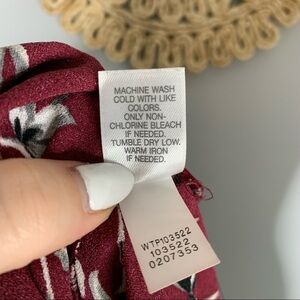 MACHINE WASH
COLD WITH LIKE
COLORS.
ONLY NON-
CHLORINE BLEACH
IF NEEDED.
TUMBLE DRY LOW.
WARM IRON
IF NEEDED.
WTP103522
103522
0207353